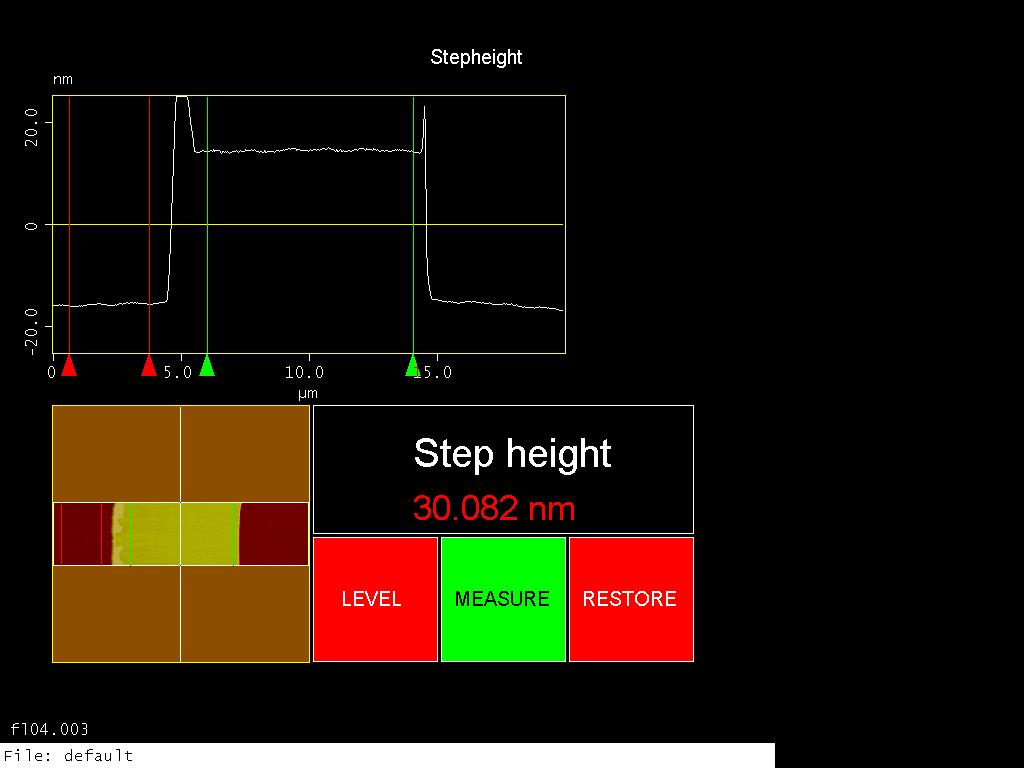 Stepheight
nm
20.0
0
-20.0
0 5.0 10.0 15.0
µm
Step height
30.082 nm
LEVEL MEASURE RESTORE
fl04.003
File: default